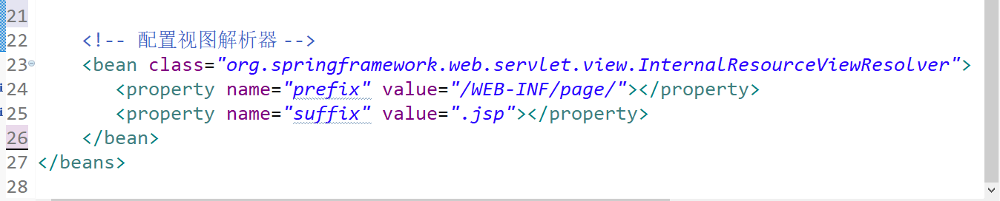 21
22 <!-- 配置视图解析器 -->
23 <bean class="org.springframework.web.servlet.view.InternalResourceViewResolver">
24 <property name="prefix" value="/WEB-INF/page/"></property>
25 <property name="suffix" value=".jsp"></property>
26 </bean>
27 </beans>
28